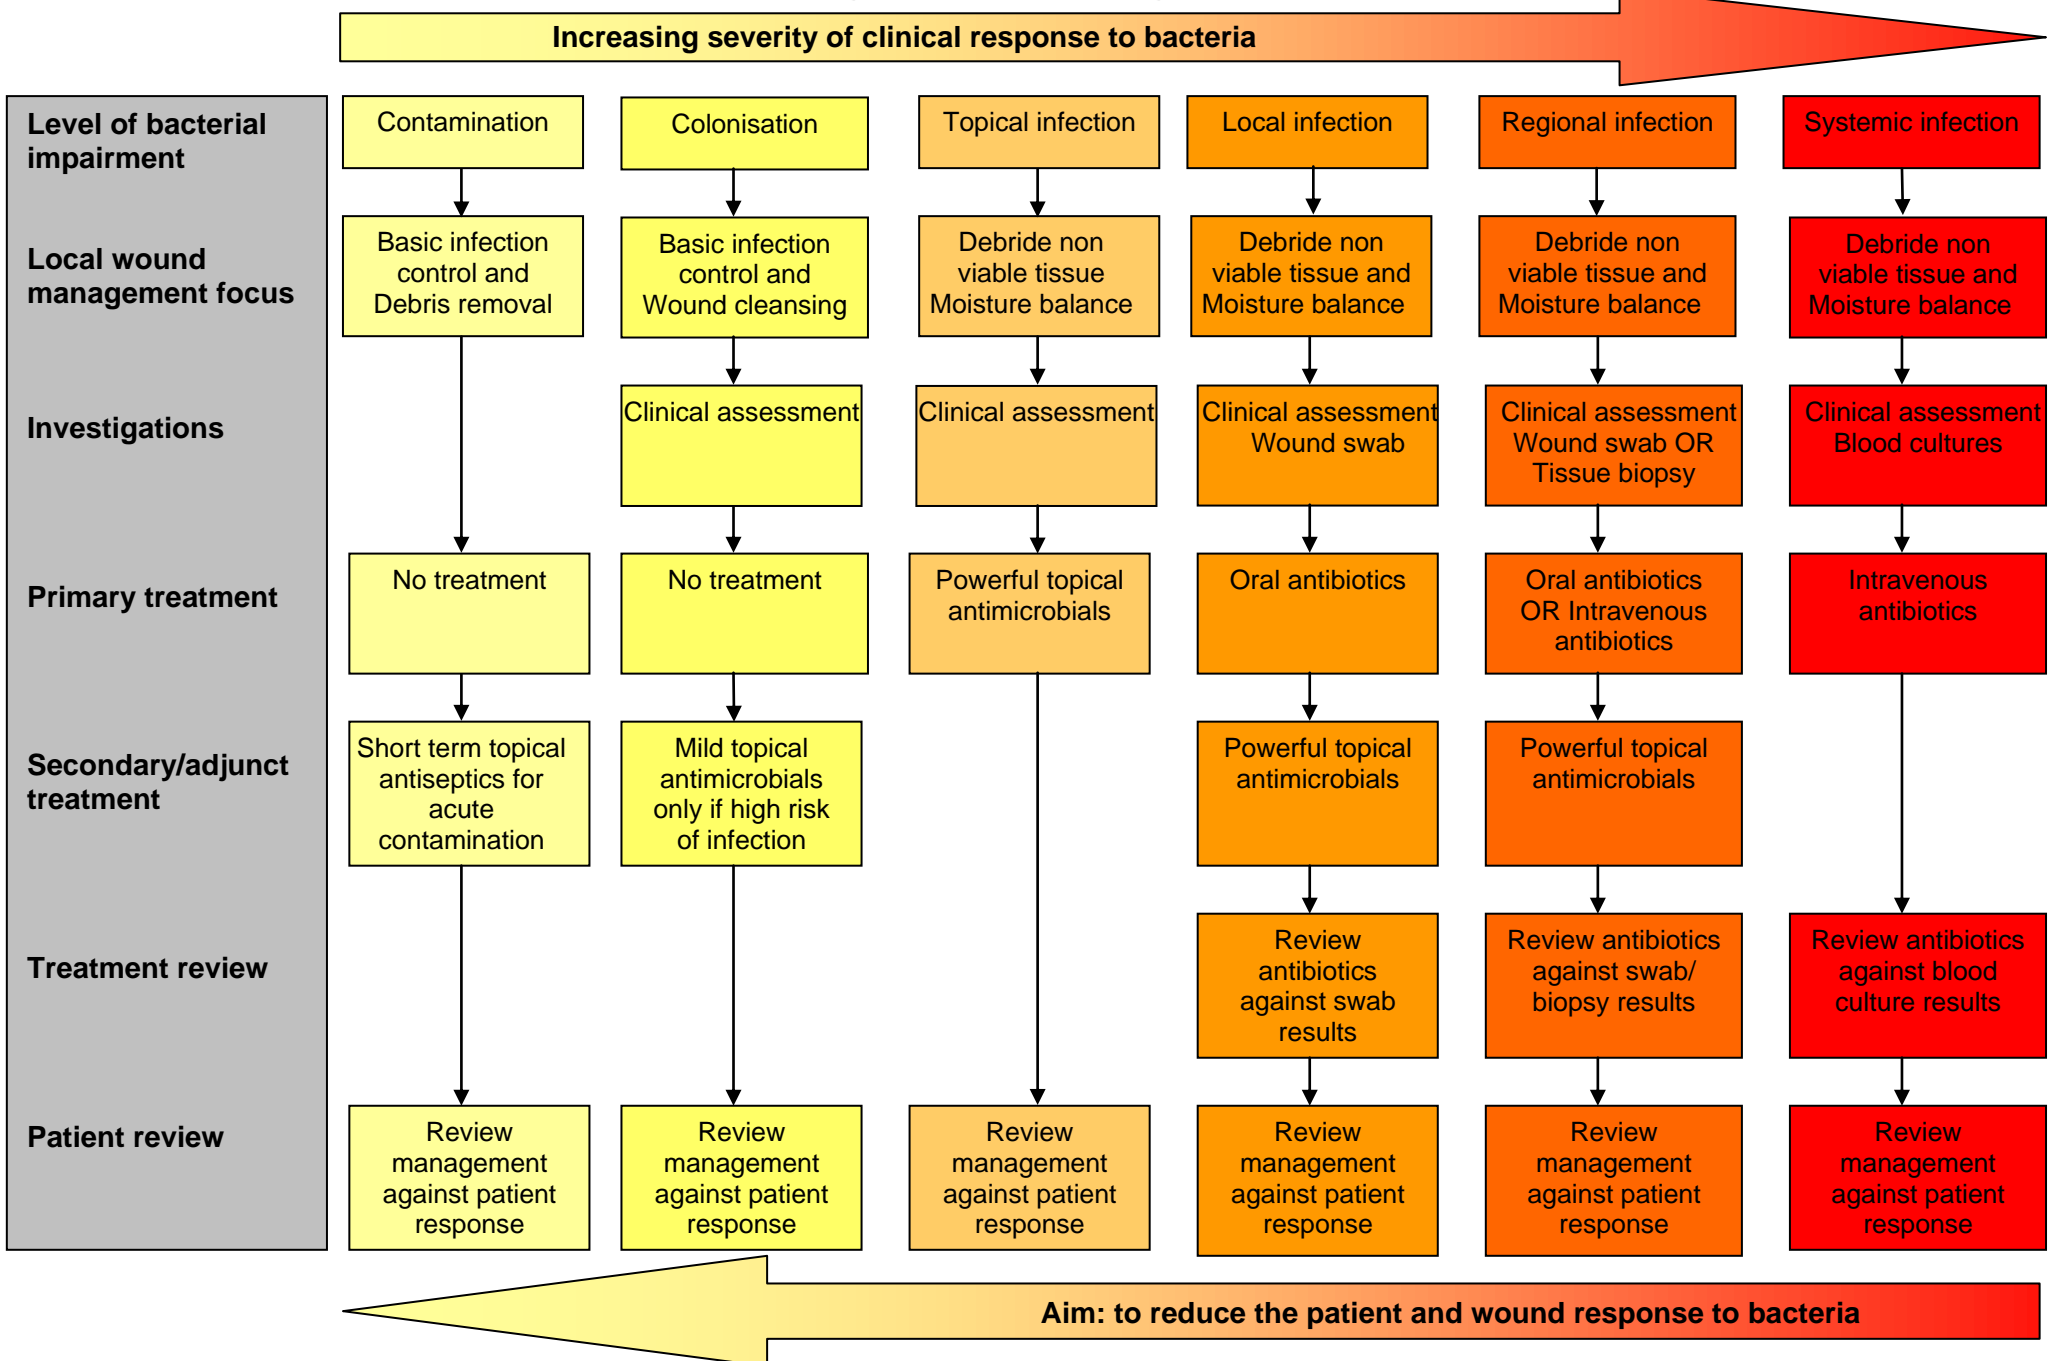 Increasing severity of clinical response to bacteria
Level of bacterial
impairment
Contamination
Colonisation
Topical infection
Local infection
Regional infection
Systemic infection
Local wound
management focus
Basic infection
control and
Debris removal
Basic infection
control and
Wound cleansing
Debride non
viable tissue
Moisture balance
Debride non
viable tissue and
Moisture balance
Debride non
viable tissue and
Moisture balance
Debride non
viable tissue and
Moisture balance
Investigations
Clinical assessment
Clinical assessment
Clinical assessment
Wound swab
Clinical assessment
Wound swab OR
Tissue biopsy
Clinical assessment
Blood cultures
Primary treatment
No treatment
No treatment
Powerful topical
antimicrobials
Oral antibiotics
Oral antibiotics
OR Intravenous
antibiotics
Intravenous
antibiotics
Secondary/adjunct
treatment
Short term topical
antiseptics for
acute
contamination
Mild topical
antimicrobials
only if high risk
of infection
Powerful topical
antimicrobials
Powerful topical
antimicrobials
Treatment review
Review
antibiotics
against swab
results
Review antibiotics
against swab/
biopsy results
Review antibiotics
against blood
culture results
Patient review
Review
management
against patient
response
Review
management
against patient
response
Review
management
against patient
response
Review
management
against patient
response
Review
management
against patient
response
Review
management
against patient
response
Aim: to reduce the patient and wound response to bacteria